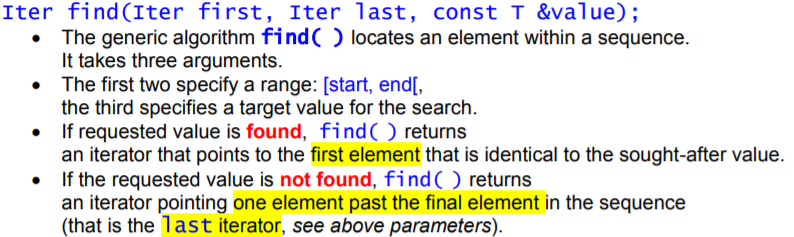 Iter find(Iter first, Iter last, const T &value);
• The generic algorithm find( ) locates an element within a sequence.
It takes three arguments.
• The first two specify a range: [start, end[,
the third specifies a target value for the search.
• If requested value is found, find( ) returns
an iterator that points to the first element that is identical to the sought-after value.
• If the requested value is not found, find( ) returns
an iterator pointing one element past the final element in the sequence
(that is the last iterator, see above parameters).